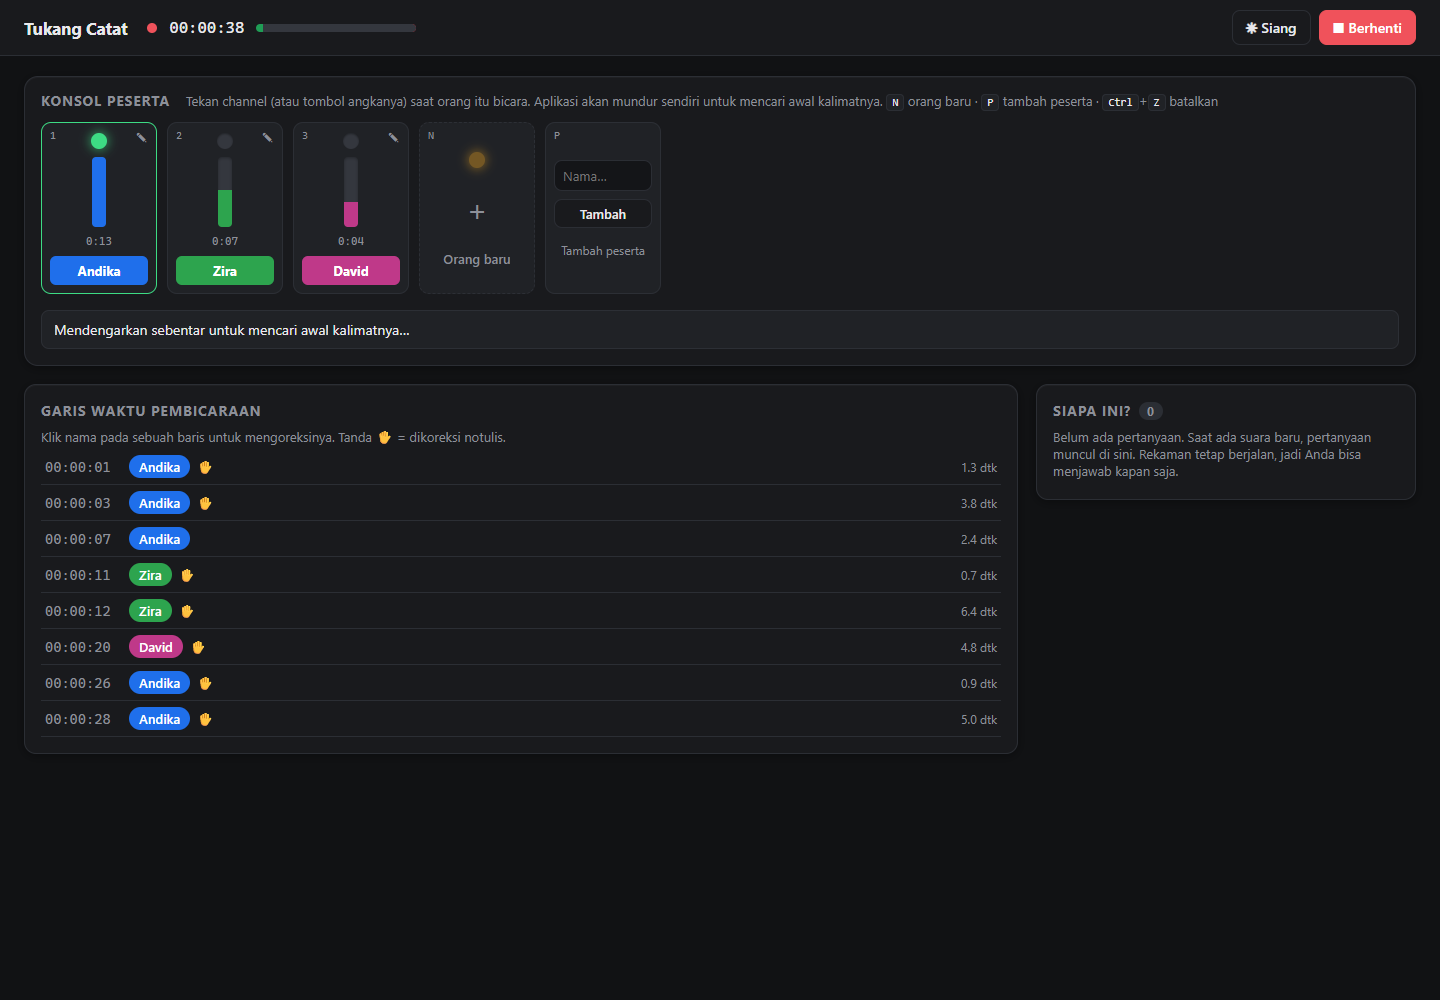 Tukang Catat
00:00:38
Siang
Berhenti
KONSOL PESERTA
Tekan channel (atau tombol angkanya) saat orang itu bicara. Aplikasi akan mundur sendiri untuk mencari awal kalimatnya. N orang baru · P tambah peserta · Ctrl + Z batalkan
1
0:13
Andika
2
0:07
Zira
3
0:04
David
N
+
Orang baru
P
Nama...
Tambah
Tambah peserta
Mendengarkan sebentar untuk mencari awal kalimatnya...
GARIS WAKTU PEMBICARAAN
Klik nama pada sebuah baris untuk mengoreksinya. Tanda ✋ = dikoreksi notulis.
00:00:01 Andika ✋ 1.3 dtk
00:00:03 Andika ✋ 3.8 dtk
00:00:07 Andika 2.4 dtk
00:00:11 Zira ✋ 0.7 dtk
00:00:12 Zira ✋ 6.4 dtk
00:00:20 David ✋ 4.8 dtk
00:00:26 Andika ✋ 0.9 dtk
00:00:28 Andika ✋ 5.0 dtk
SIAPA INI? 0
Belum ada pertanyaan. Saat ada suara baru, pertanyaan
muncul di sini. Rekaman tetap berjalan, jadi Anda bisa
menjawab kapan saja.